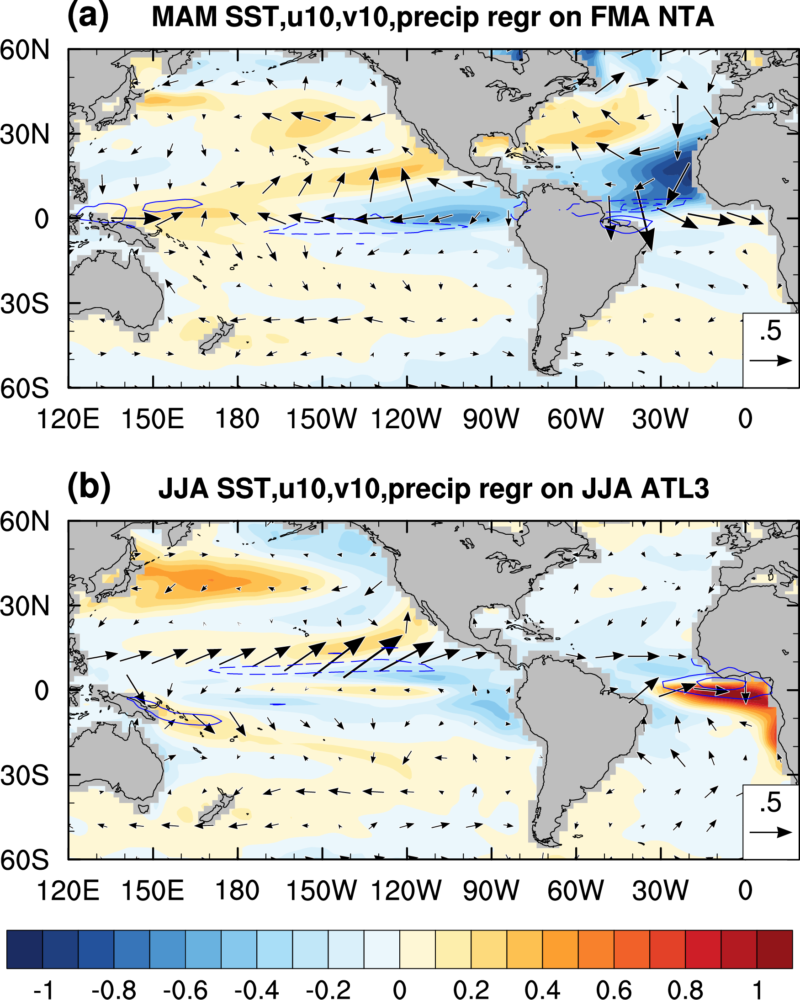 (a) MAM SST,u10,v10,precip regr on FMA NTA
60N
30N
0
30S
60S
.5
120E 150E 180 150W 120W 90W 60W 30W 0
(b) JJA SST,u10,v10,precip regr on JJA ATL3
60N
30N
0
30S
60S
.5
120E 150E 180 150W 120W 90W 60W 30W 0
-1 -0.8 -0.6 -0.4 -0.2 0 0.2 0.4 0.6 0.8 1